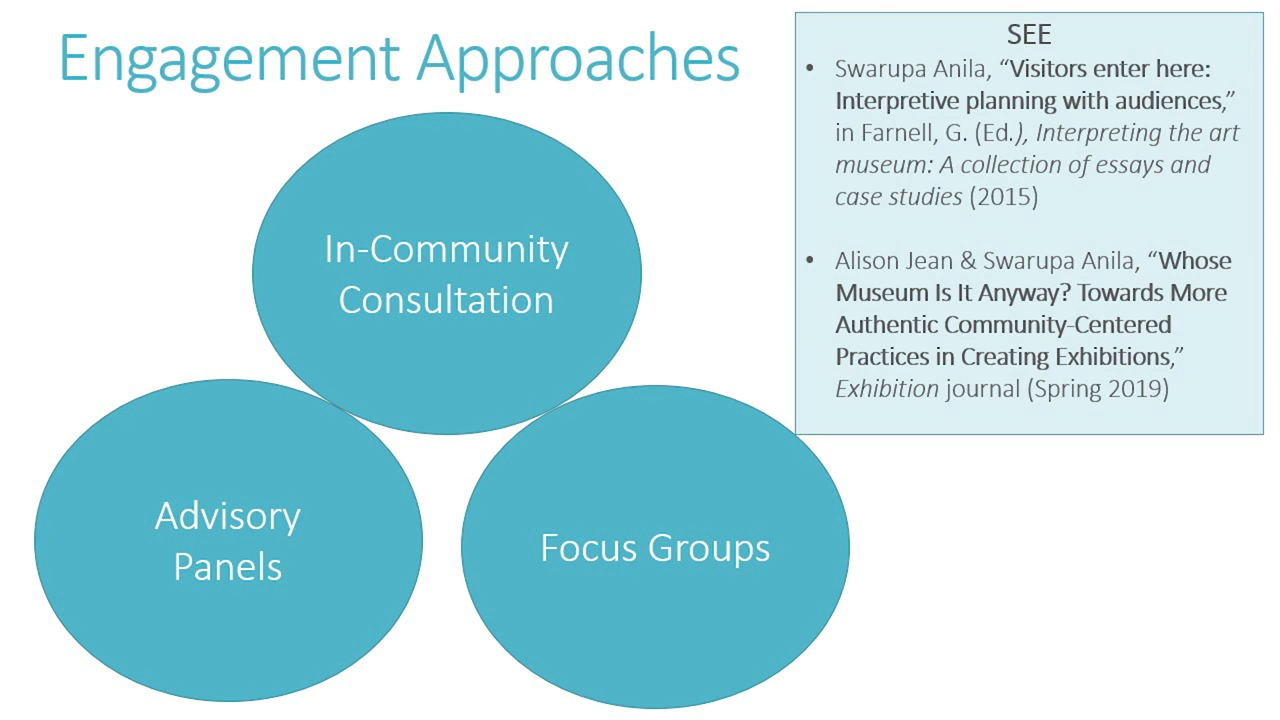 Engagement Approaches
In-Community
Consultation
Advisory
Panels
Focus Groups
SEE
• Swarupa Anila, “Visitors enter here:
Interpretive planning with audiences,”
in Farnell, G. (Ed.), Interpreting the art
museum: A collection of essays and
case studies (2015)
• Alison Jean & Swarupa Anila, “Whose
Museum Is It Anyway? Towards More
Authentic Community-Centered
Practices in Creating Exhibitions,”
Exhibition journal (Spring 2019)